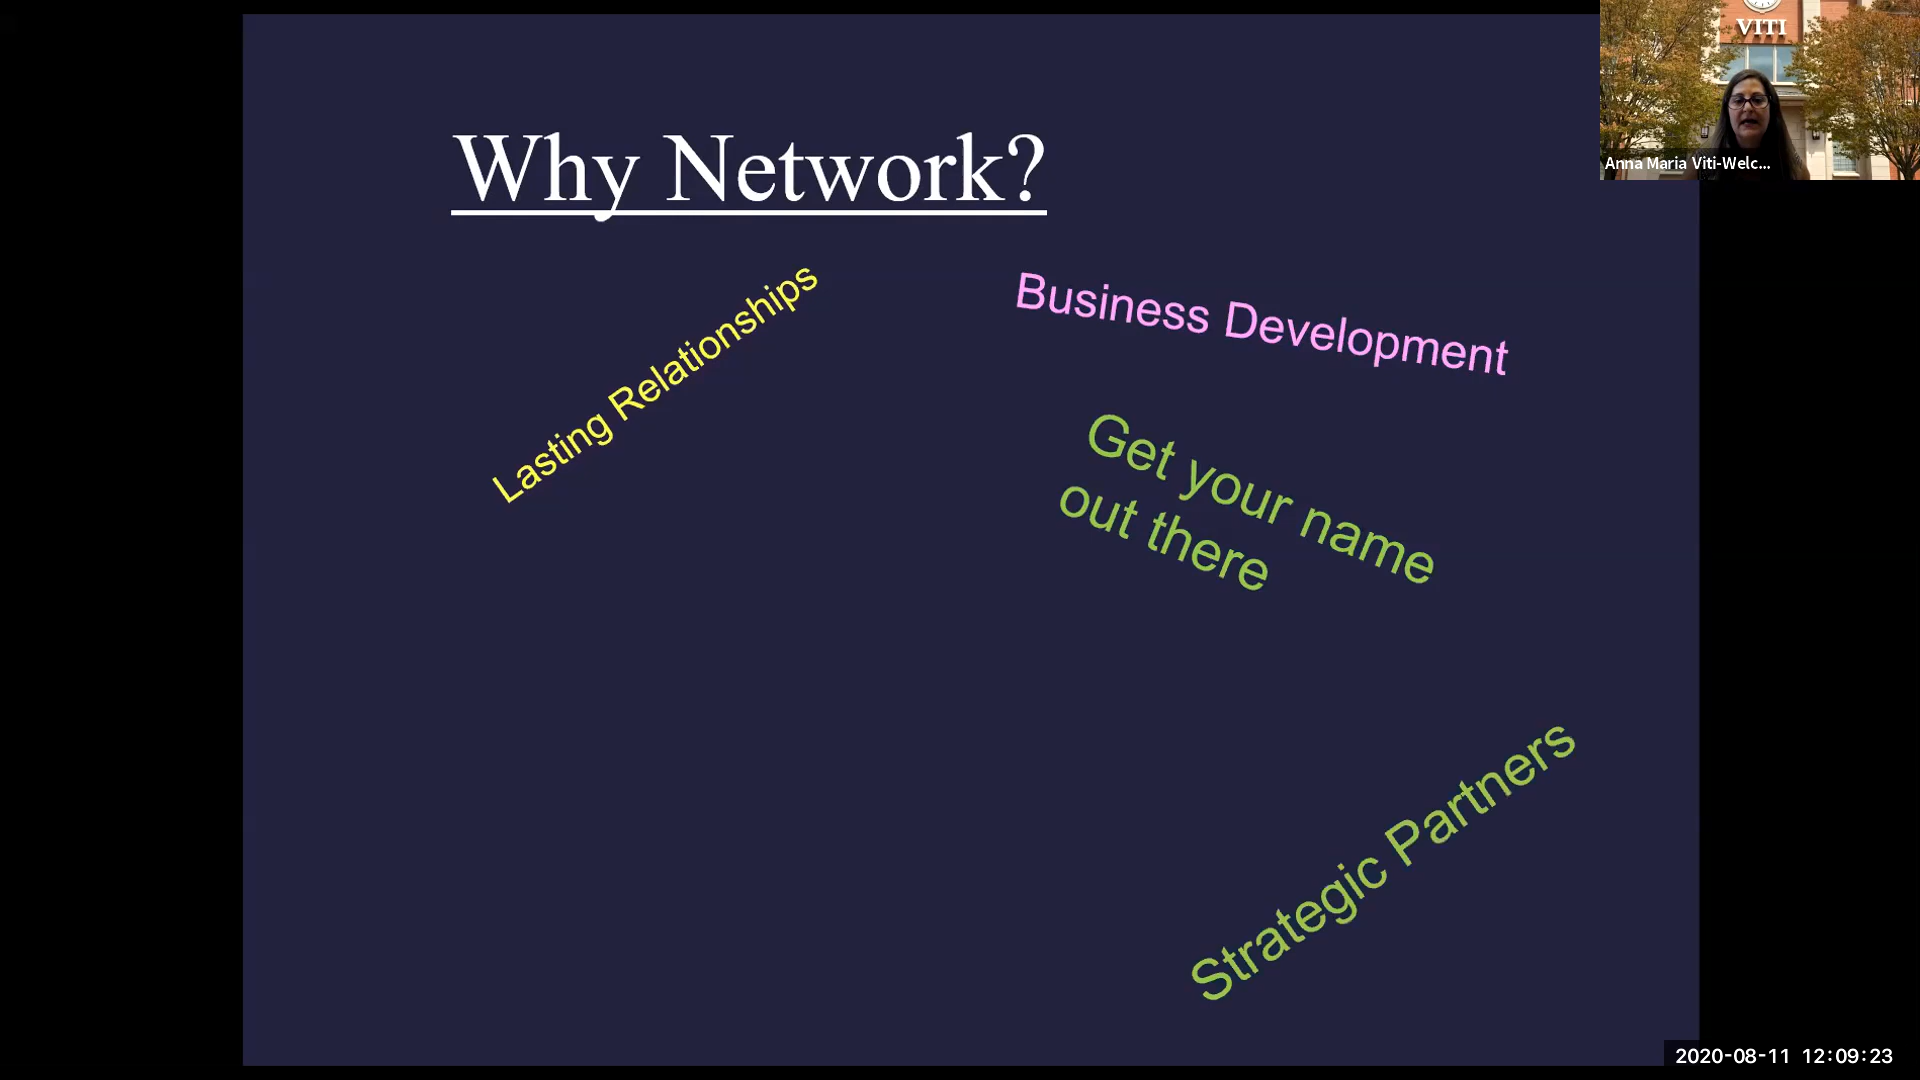 VITI
Anna Maria Viti-Welc...
Why Network?
Lasting Relationships
Business Development
Get your name
out there
Strategic Partners
2020-08-11 12:09:23